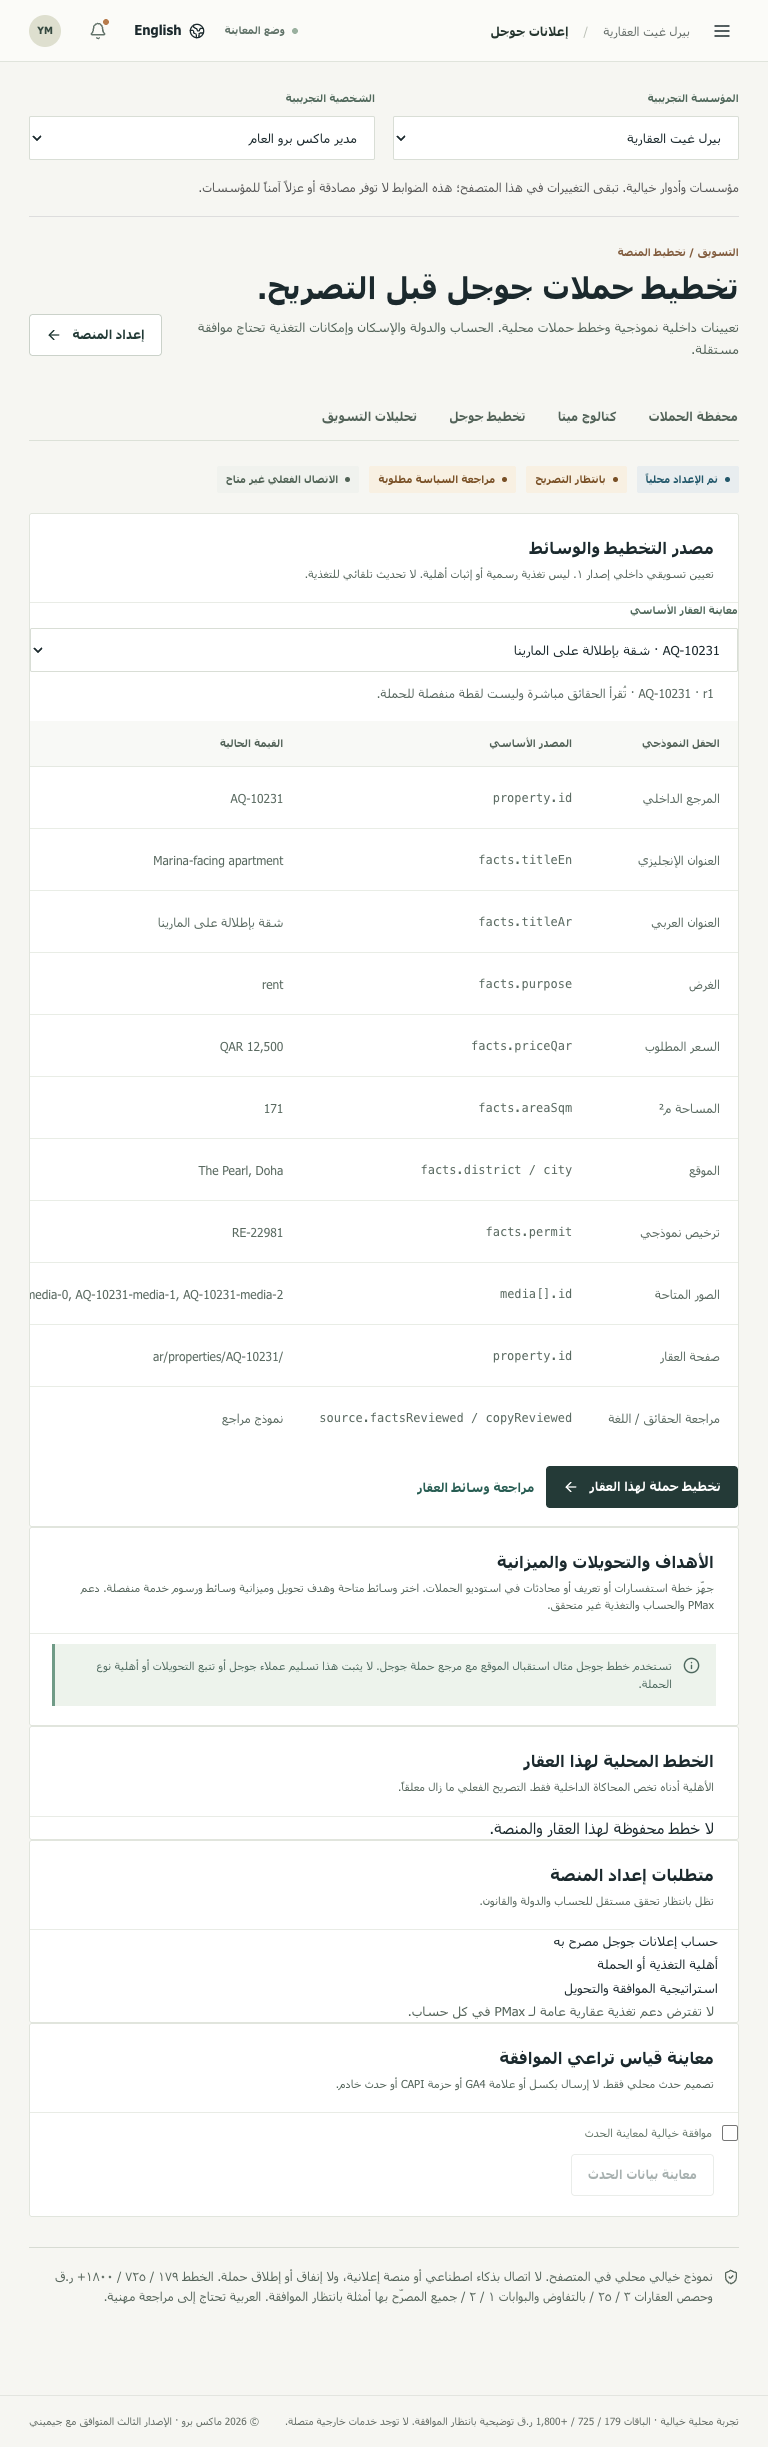 بيرل غيت العقارية / إعلانات جوجل
وضع المعاينة
English
YM
المؤسسة التجريبية
بيرل غيت العقارية
الشخصية التجريبية
مدير ماكس برو العام
مؤسسات وأدوار خيالية. تبقى التغييرات في هذا المتصفح؛ هذه الضوابط لا توفر مصادقة أو عزلاً آمناً للمؤسسات.
التسويق / تخطيط المنصة
تخطيط حملات جوجل قبل التصريح.
تعيينات داخلية نموذجية وخطط حملات محلية. الحساب والدولة والإسكان وإمكانات التغذية تحتاج موافقة
مستقلة.
إعداد المنصة
محفظة الحملات
كتالوج ميتا
تخطيط جوجل
تحليلات التسويق
تم الإعداد محلياً
بانتظار التصريح
مراجعة السياسة مطلوبة
الاتصال الفعلي غير متاح
مصدر التخطيط والوسائط
تعيين تسويقي داخلي إصدار ١. ليس تغذية رسمية أو إثبات أهلية. لا تحديث تلقائي للتغذية.
معاينة العقار الأساسي
AQ-10231 · شقة بإطلالة على المارينا
AQ-10231 · r1 · تُقرأ الحقائق مباشرة وليست لقطة منفصلة للحملة.
الحقل النموذجي المصدر الأساسي القيمة الحالية
المرجع الداخلي property.id AQ-10231
العنوان الإنجليزي facts.titleEn Marina-facing apartment
العنوان العربي facts.titleAr شقة بإطلالة على المارينا
الغرض facts.purpose rent
السعر المطلوب facts.priceQar QAR 12,500
المساحة م² facts.areaSqm 171
الموقع facts.district / city The Pearl, Doha
ترخيص نموذجي facts.permit RE-22981
الصور المتاحة media[].id media-0, AQ-10231-media-1, AQ-10231-media-2
صفحة العقار property.id ar/properties/AQ-10231/
مراجعة الحقائق / اللغة source.factsReviewed / copyReviewed نموذج مراجع
تخطيط حملة لهذا العقار
مراجعة وسائط العقار
الأهداف والتحويلات والميزانية
جهّز خطة استفسارات أو تعريف أو محادثات في استوديو الحملات. اختر وسائط متاحة وهدف تحويل وميزانية وسائط ورسوم خدمة منفصلة. دعم
PMax والحساب والتغذية غير متحقق.
تستخدم خطط جوجل مثال استقبال الموقع مع مرجع حملة جوجل. لا يثبت هذا تسليم عملاء جوجل أو تتبع التحويلات أو أهلية نوع
الحملة.
الخطط المحلية لهذا العقار
الأهلية أدناه تخص المحاكاة الداخلية فقط. التصريح الفعلي ما زال معلقاً.
لا خطط محفوظة لهذا العقار والمنصة.
متطلبات إعداد المنصة
تظل بانتظار تحقق مستقل للحساب والدولة والقانون.
حساب إعلانات جوجل مصرح به
أهلية التغذية أو الحملة
استراتيجية الموافقة والتحويل
لا تفترض دعم تغذية عقارية عامة لـ PMax في كل حساب.
معاينة قياس تراعي الموافقة
تصميم حدث محلي فقط. لا إرسال بكسل أو علامة GA4 أو حزمة CAPI أو حدث خادم.
موافقة خيالية لمعاينة الحدث
معاينة بيانات الحدث
نموذج خيالي محلي في المتصفح. لا اتصال بذكاء اصطناعي أو منصة إعلانية، ولا إنفاق أو إطلاق حملة. الخطط ١٧٩ / ٧٢٥ / ١٨٠٠+ ر.ق
وحصص العقارات ٣ / ٢٥ / بالتفاوض والبوابات ١ / ٢ / جميع المصرّح بها أمثلة بانتظار الموافقة. العربية تحتاج إلى مراجعة مهنية.
تجربة محلية خيالية · الباقات 179 / 725 / +1,800 ر.ق توضيحية بانتظار الموافقة. لا توجد خدمات خارجية متصلة.
© 2026 ماكس برو · الإصدار الثالث المتوافق مع جيميني